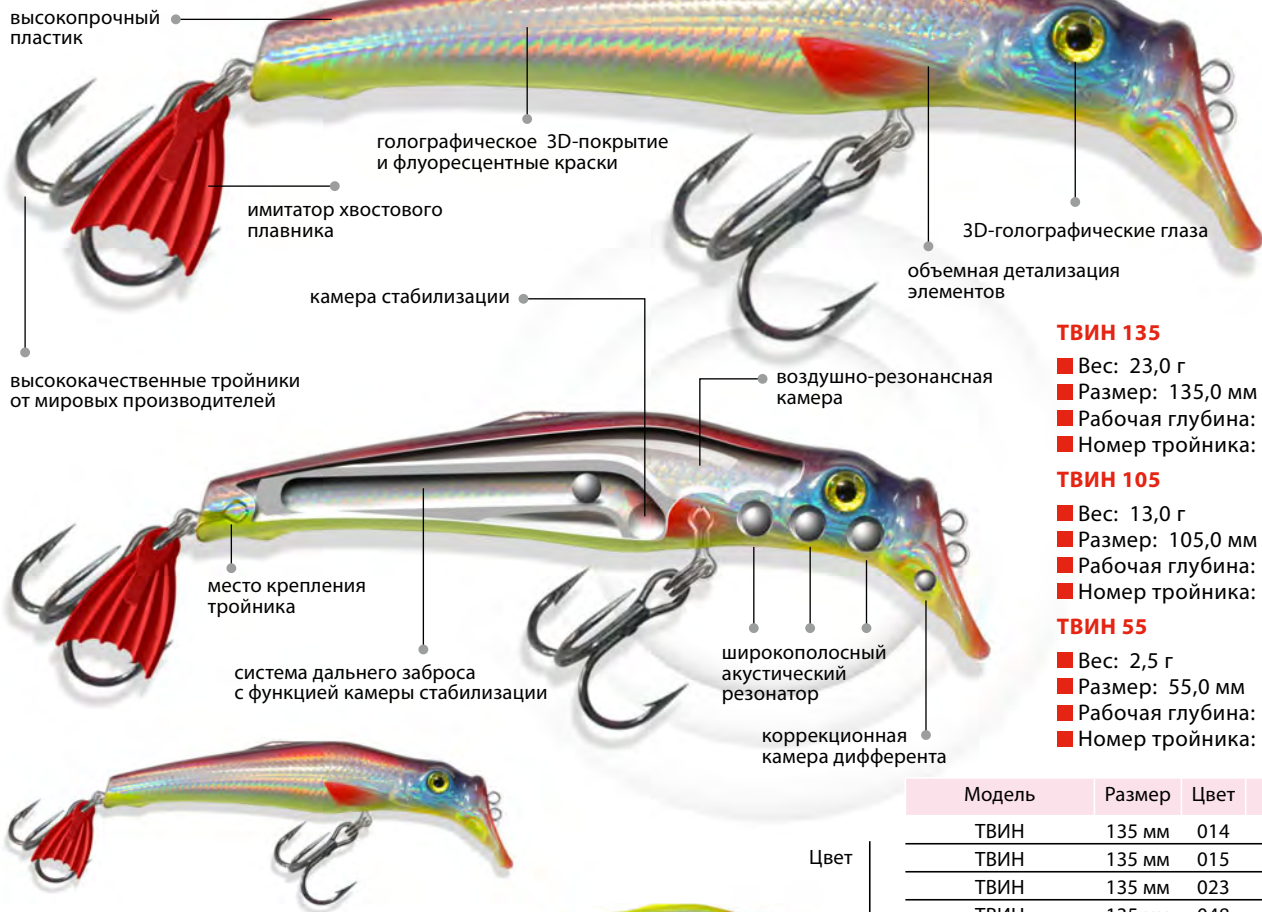 высокопрочный
пластик
голографическое 3D-покрытие
и флуоресцентные краски
имитатор хвостового
плавника
3D-голографические глаза
объемная детализация
элементов
камера стабилизации
высококачественные тройники
от мировых производителей
воздушно-резонансная
камера
место крепления
тройника
система дальнего заброса
с функцией камеры стабилизации
широкополосный
акустический
резонатор
коррекционная
камера дифферента
ТВИН 135
Вес: 23,0 г
Размер: 135,0 мм
Рабочая глубина:
Номер тройника:
ТВИН 105
Вес: 13,0 г
Размер: 105,0 мм
Рабочая глубина:
Номер тройника:
ТВИН 55
Вес: 2,5 г
Размер: 55,0 мм
Рабочая глубина:
Номер тройника:
Модель Размер Цвет
ТВИН 135 мм 014
Цвет
ТВИН 135 мм 015
ТВИН 135 мм 023